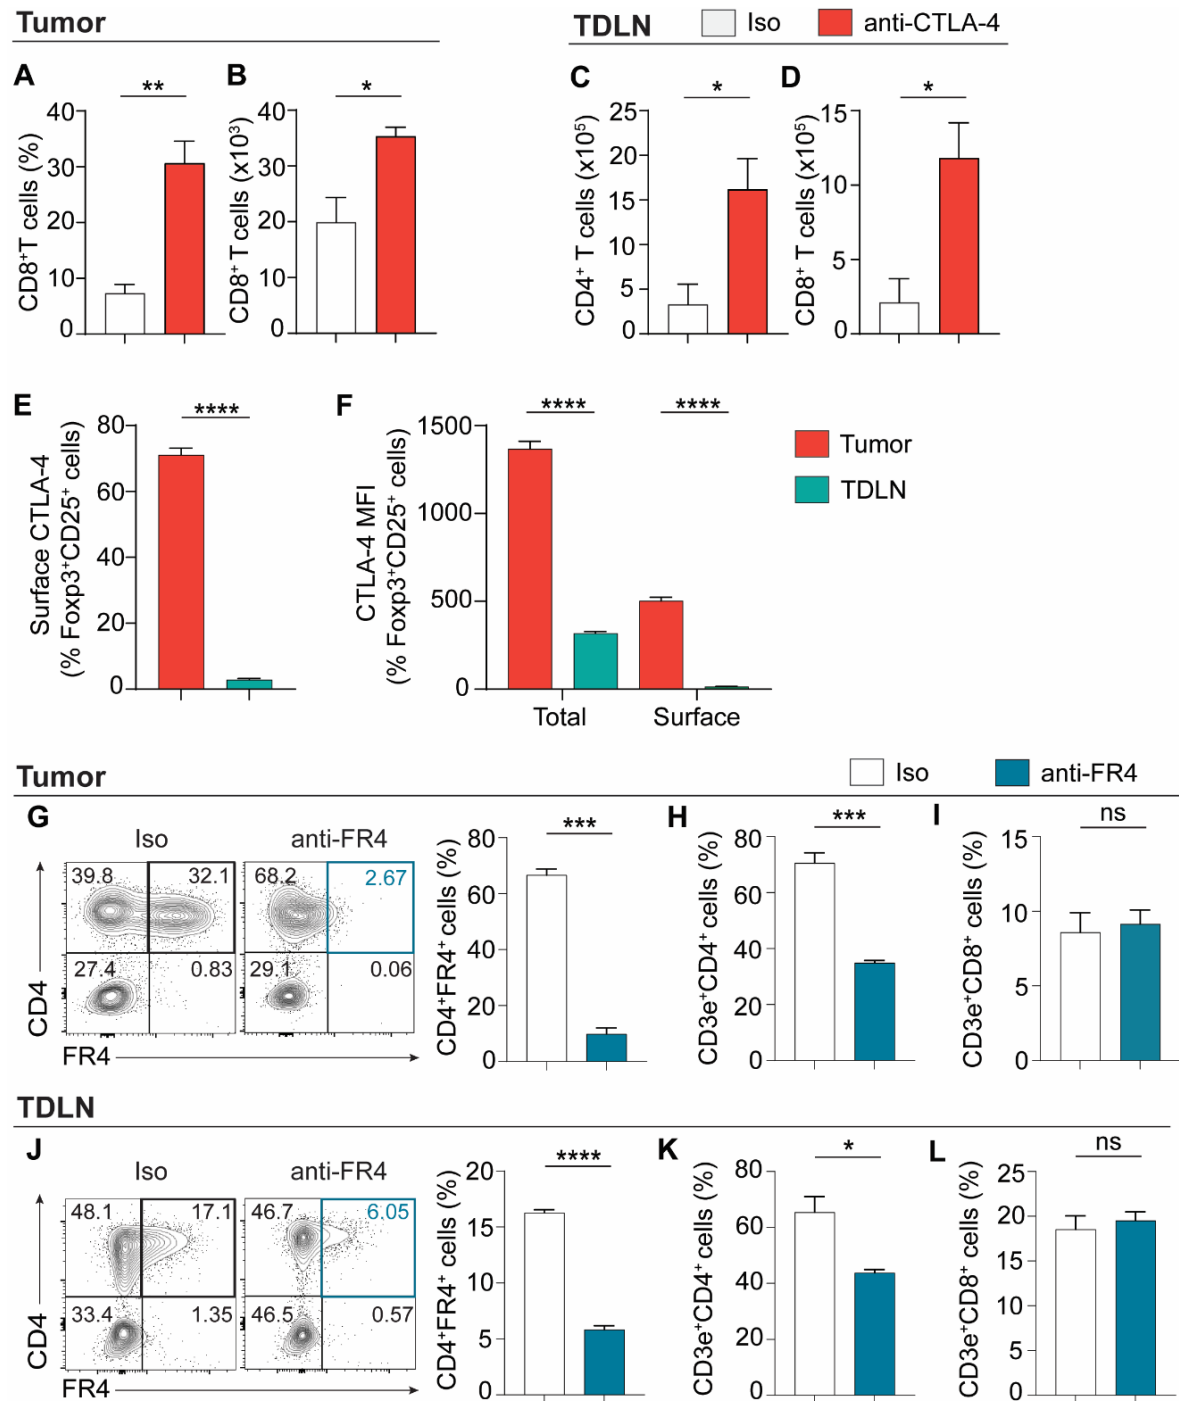 Tumor
TDLN Iso anti-CTLA-4
A B C D
** * * *
CD8⁺T cells (%)
40
30
20
10
0
CD8⁺ T cells (x10³)
40
30
20
10
0
CD4⁺ T cells (x10⁵)
25
20
15
10
5
0
CD8⁺ T cells (x10⁵)
15
10
5
0
E F
**** **** ****
Surface CTLA-4
(% Foxp3⁺CD25⁺ cells)
80
60
40
20
0
CTLA-4 MFI
(% Foxp3⁺CD25⁺ cells)
1500
1000
500
0
Total Surface
Tumor
TDLN
Tumor
Iso anti-FR4
G
Iso anti-FR4
39.8 32.1 68.2 2.67
27.4 0.83 29.1 0.06
CD4
FR4
CD4⁺FR4⁺ cells (%)
***
80
60
40
20
0
H
***
CD3e⁺CD4⁺ cells (%)
80
60
40
20
0
I
ns
CD3e⁺CD8⁺ cells (%)
15
10
5
0
TDLN
J
Iso anti-FR4
48.1 17.1 46.7 6.05
33.4 1.35 46.5 0.57
CD4
FR4
CD4⁺FR4⁺ cells (%)
****
20
15
10
5
0
K
*
CD3e⁺CD4⁺ cells (%)
80
60
40
20
0
L
ns
CD3e⁺CD8⁺ cells (%)
25
20
15
10
5
0